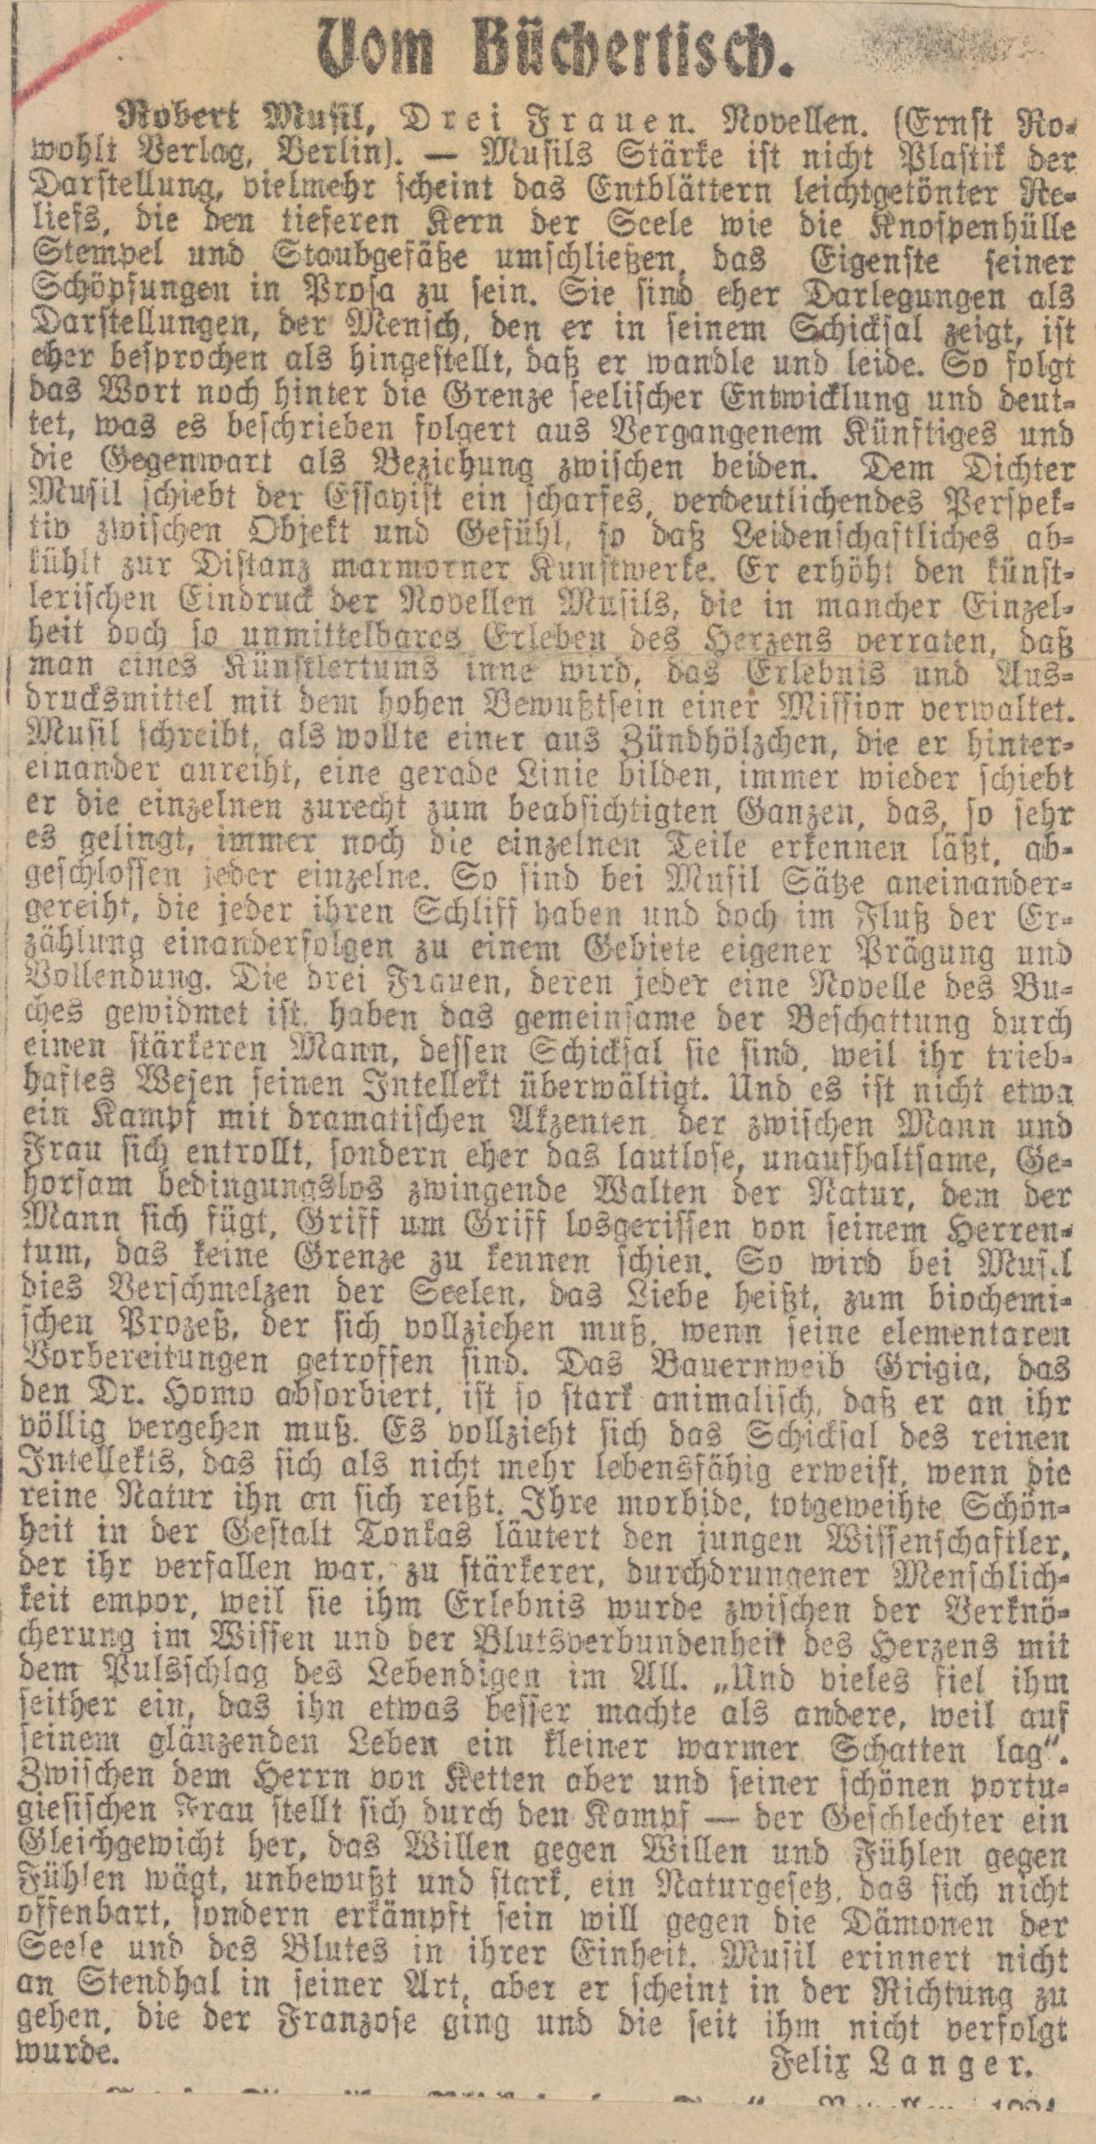 Vom Büchertisch.
Robert Musil, Drei Frauen. Novellen. (Ernst Ro-
wohlt Verlag, Berlin). — Musils Stärke ist nicht Plastik der
Darstellung, vielmehr scheint das Entblättern leichtgetönter Re-
liefs, die den tieferen Kern der Seele wie die Knospenhülle
Stempel und Staubgefäße umschließen, das Eigenste seiner
Schöpfungen in Prosa zu sein. Sie sind eher Darlegungen als
Darstellungen, der Mensch, den er in seinem Schicksal zeigt, ist
eher besprochen als hingestellt, daß er wandle und leide. So folgt
das Wort noch hinter die Grenze seelischer Entwicklung und deut-
tet, was es beschrieben folgert aus Vergangenem Künftiges und
die Gegenwart als Beziehung zwischen beiden. Dem Dichter
Musil schiebt der Essayist ein scharfes, verdeutlichendes Perspek-
tiv zwischen Objekt und Gefühl, so daß Leidenschaftliches ab-
kühlt zur Distanz marmorner Kunstwerke. Er erhöht den künst-
lerischen Eindruck der Novellen Musils, die in mancher Einzel-
heit doch so unmittelbares Erleben des Herzens verraten, daß
man eines Künstlertums inne wird, das Erlebnis und Aus-
drucksmittel mit dem hohen Bewußtsein einer Mission verwaltet.
Musil schreibt, als wollte einer aus Zündhölzchen, die er hinter-
einander anreiht, eine gerade Linie bilden, immer wieder schiebt
er die einzelnen zurecht zum beabsichtigten Ganzen, das, so sehr
es gelingt, immer noch die einzelnen Teile erkennen läßt, ab-
geschlossen jeder einzelne. So sind bei Musil Sätze aneinander-
gereiht, die jeder ihren Schliff haben und doch im Fluß der Er-
zählung einanderfolgen zu einem Gebiete eigener Prägung und
Vollendung. Die drei Frauen, deren jeder eine Novelle des Bu-
ches gewidmet ist, haben das gemeinsame der Beschattung durch
einen stärkeren Mann, dessen Schicksal sie sind, weil ihr trieb-
haftes Wesen seinen Intellekt überwältigt. Und es ist nicht etwa
ein Kampf mit dramatischen Akzenten der zwischen Mann und
Frau sich entrollt, sondern eher das lautlose, unaufhaltsame, Ge-
horsam bedingungslos zwingende Walten der Natur, dem der
Mann sich fügt, Griff um Griff losgerissen von seinem Herren-
tum, das keine Grenze zu kennen schien. So wird bei Musil
dies Verschmelzen der Seelen, das Liebe heißt, zum biochemi-
schen Prozeß, der sich vollziehen muß, wenn seine elementaren
Vorbereitungen getroffen sind. Das Bauernweib Grigia, das
den Dr. Homo absorbiert, ist so stark animalisch, daß er an ihr
völlig vergehen muß. Es vollzieht sich das Schicksal des reinen
Intellekts, das sich als nicht mehr lebensfähig erweist, wenn die
reine Natur ihn an sich reißt. Ihre morbide, totgeweihte Schön-
heit in der Gestalt Tonkas läutert den jungen Wissenschaftler,
der ihr verfallen war, zu stärkerer, durchdrungener Menschlich-
keit empor, weil sie ihm Erlebnis wurde zwischen der Verknö-
cherung im Wissen und der Blutsverbundenheit des Herzens mit
dem Pulsschlag des Lebendigen im All. „Und vieles fiel ihm
seither ein, das ihn etwas besser machte als andere, weil auf
seinem glänzenden Leben ein kleiner warmer Schatten lag“.
Zwischen dem Herrn von Ketten aber und seiner schönen portu-
giesischen Frau stellt sich durch den Kampf — der Geschlechter ein
Gleichgewicht her, das Willen gegen Willen und Fühlen gegen
Fühlen wägt, unbewußt und stark, ein Naturgesetz, das sich nicht
offenbart, sondern erkämpft sein will gegen die Dämonen der
Seele und des Blutes in ihrer Einheit. Musil erinnert nicht
an Stendhal in seiner Art, aber er scheint in der Richtung zu
gehen, die der Franzose ging und die seit ihm nicht verfolgt
wurde.
Felix Langer.